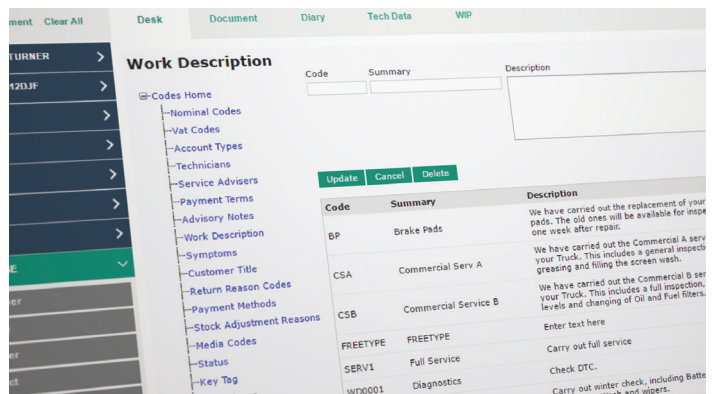 ment Clear All
Desk Document Diary Tech Data WIP
TURNER
Work Description
Code Summary Description
Codes Home
Nominal Codes
Vat Codes
Account Types
Technicians
Service Advisers
Payment Terms
Advisory Notes
Work Description
Symptoms
Customer Title
Return Reason Codes
Payment Methods
Stock Adjustment Reasons
Media Codes
Status
Key Tag
Update Cancel Delete
Code Summary Description
BP Brake Pads We have carried out the replacement of your
pads. The old ones will be available for inspe
one week after repair.
CSA Commercial Serv A We have carried out the Commercial A serv
your Truck. This includes a general inspecti
greasing and filling the screen wash.
CSB Commercial Service B We have carried out the Commercial B ser
your Truck. This includes a full inspection,
levels and changing of Oil and Fuel filters.
FREETYPE FREETYPE Enter text here
SERV1 Full Service Carry out full service
WD0001 Diagnostics Check DTC.
Carry out winter check, including Batte
and wipers.